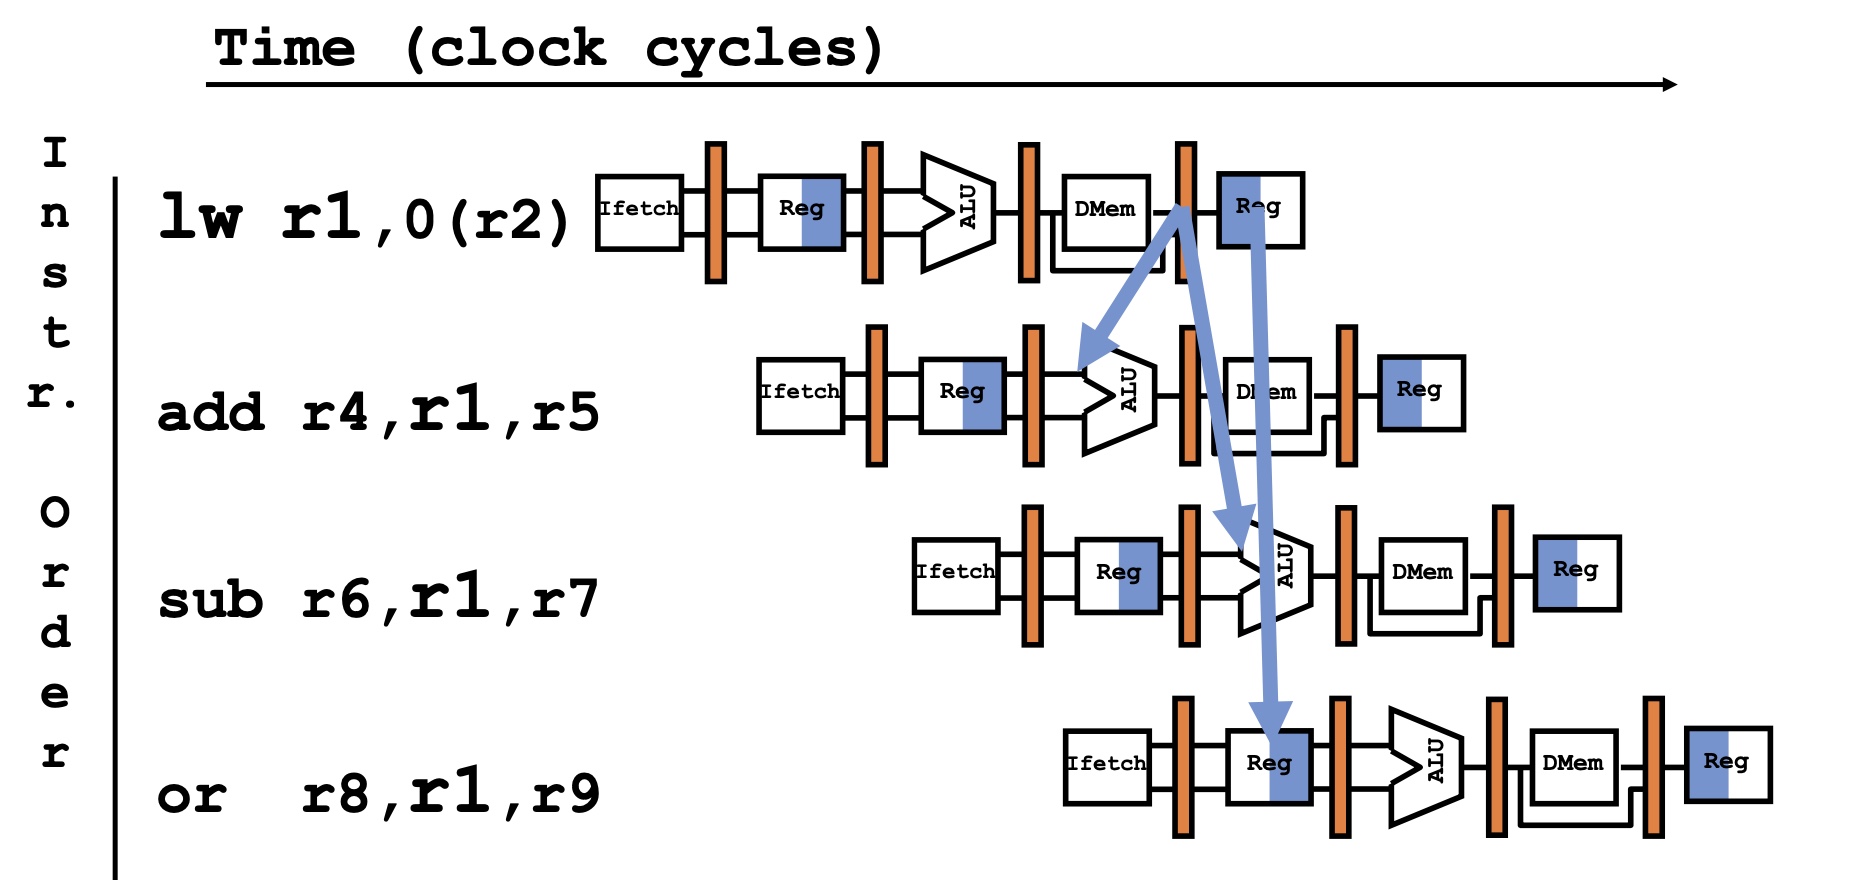 Time (clock cycles)
Instr. Order
lw r1,0(r2)
Ifetch Reg ALU DMem Reg
add r4,r1,r5
Ifetch Reg ALU DMem Reg
sub r6,r1,r7
Ifetch Reg ALU DMem Reg
or r8,r1,r9
Ifetch Reg ALU DMem Reg